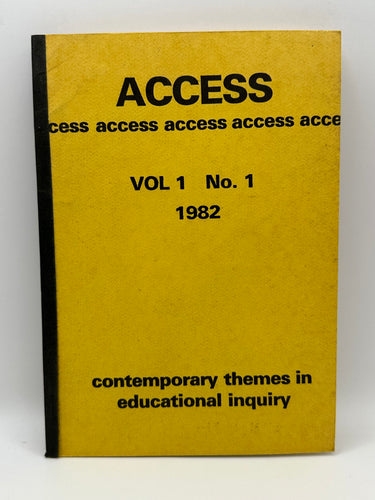 ACCESS
cess access access access acce
VOL 1 No. 1
1982
contemporary themes in
educational inquiry